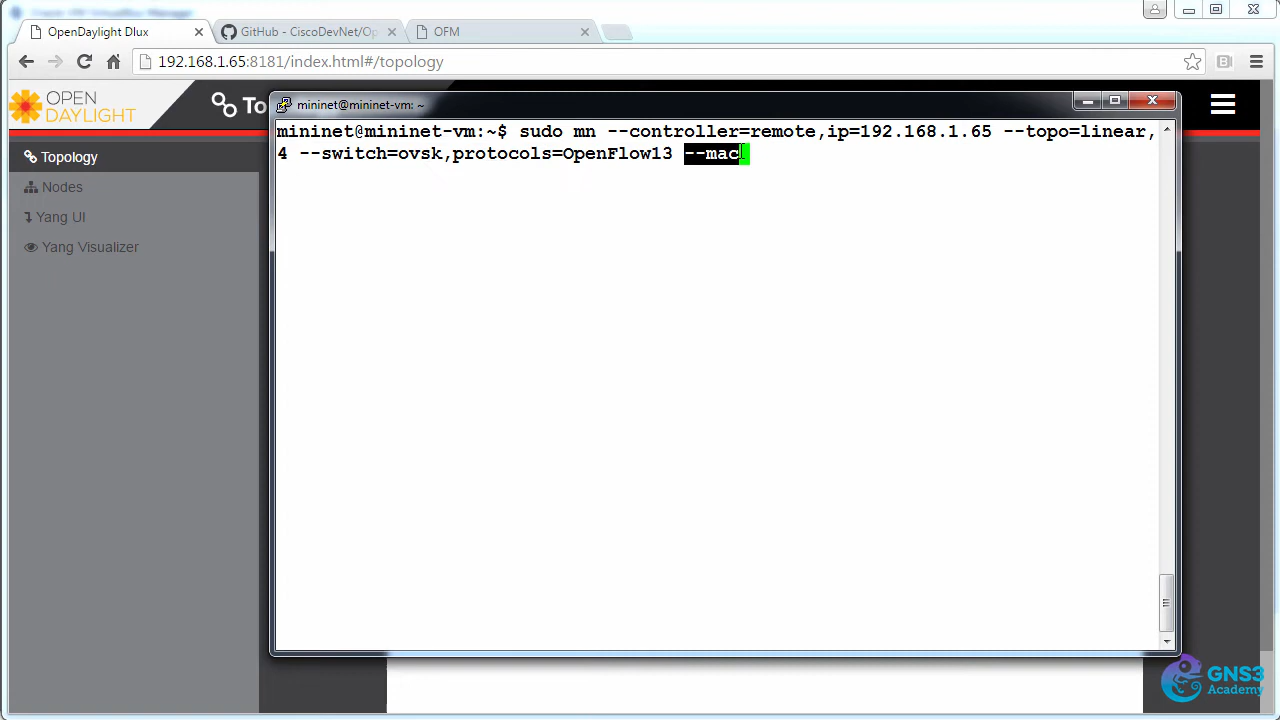 OpenDaylight Dlux
GitHub - CiscoDevNet/Op
OFM
192.168.1.65:8181/index.html#/topology
OPEN
DAYLIGHT
To
mininet@mininet-vm: ~
mininet@mininet-vm:~$ sudo mn --controller=remote,ip=192.168.1.65 --topo=linear,
4 --switch=ovsk,protocols=OpenFlow13 --mac
Topology
Nodes
Yang UI
Yang Visualizer
GNS3
Academy